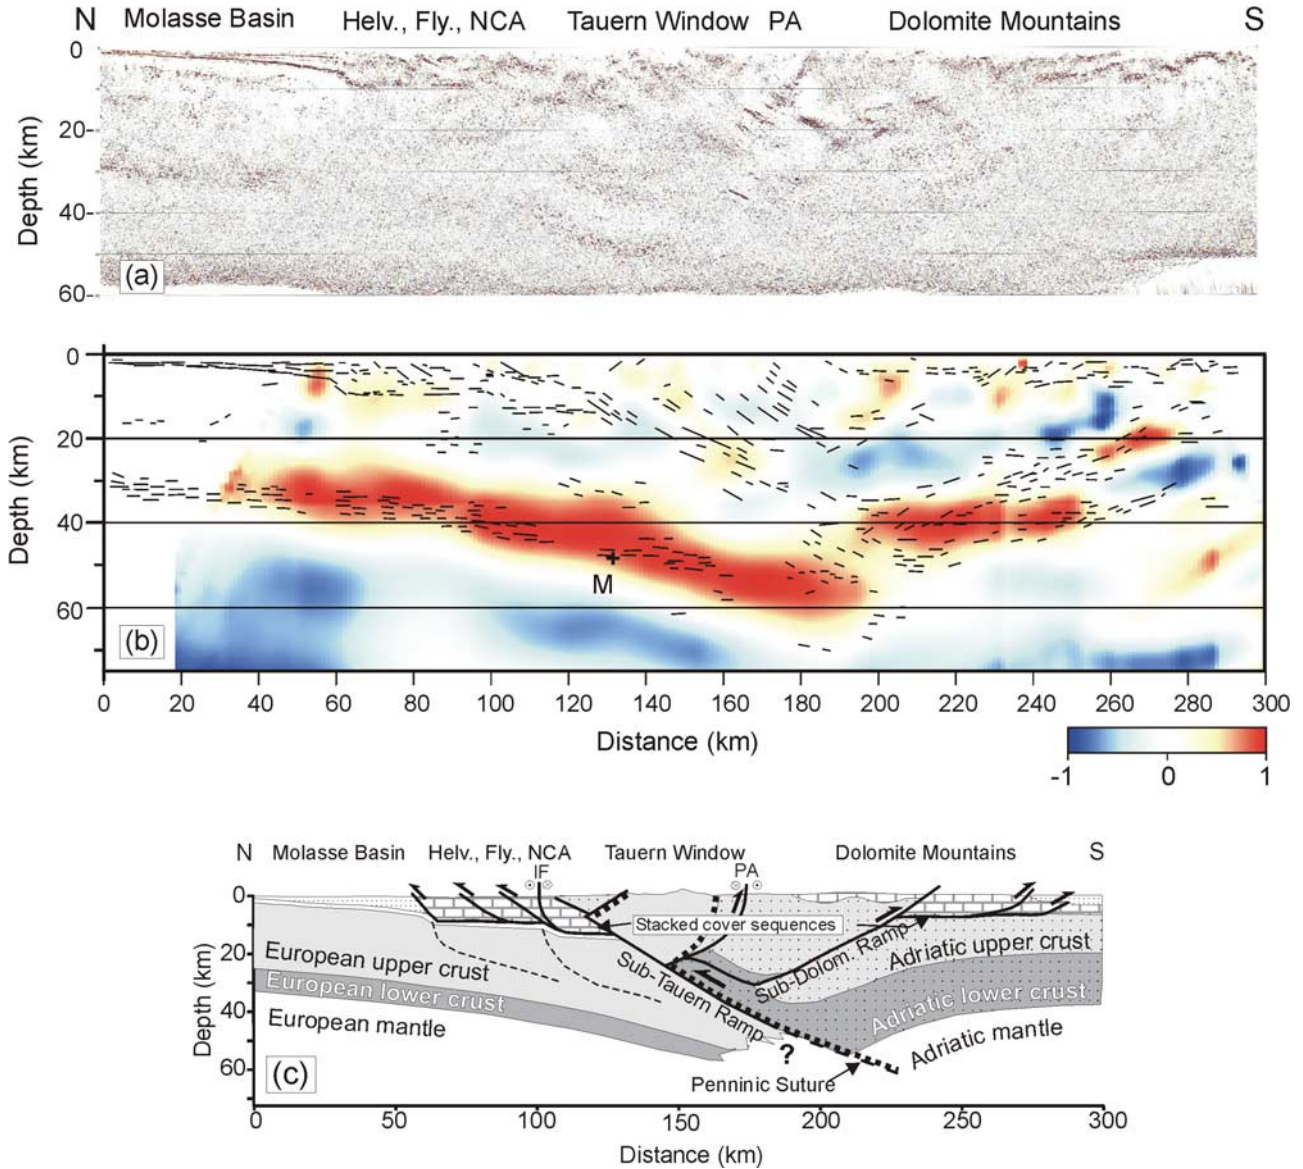 N Molasse Basin Helv., Fly., NCA Tauern Window PA Dolomite Mountains S
0
20
40
60
Depth (km)
(a)
0
20
40
60
Depth (km)
M
(b)
0 20 40 60 80 100 120 140 160 180 200 220 240 260 280 300
Distance (km)
-1 0 1
N Molasse Basin Helv., Fly., NCA Tauern Window Dolomite Mountains S
IF PA
0
20
40
60
Depth (km)
Stacked cover sequences
European upper crust
European lower crust
European mantle
Sub-Tauern Ramp
Sub-Dolom. Ramp
Adriatic upper crust
Adriatic lower crust
Adriatic mantle
?
Penninic Suture
(c)
0 50 100 150 200 250 300
Distance (km)